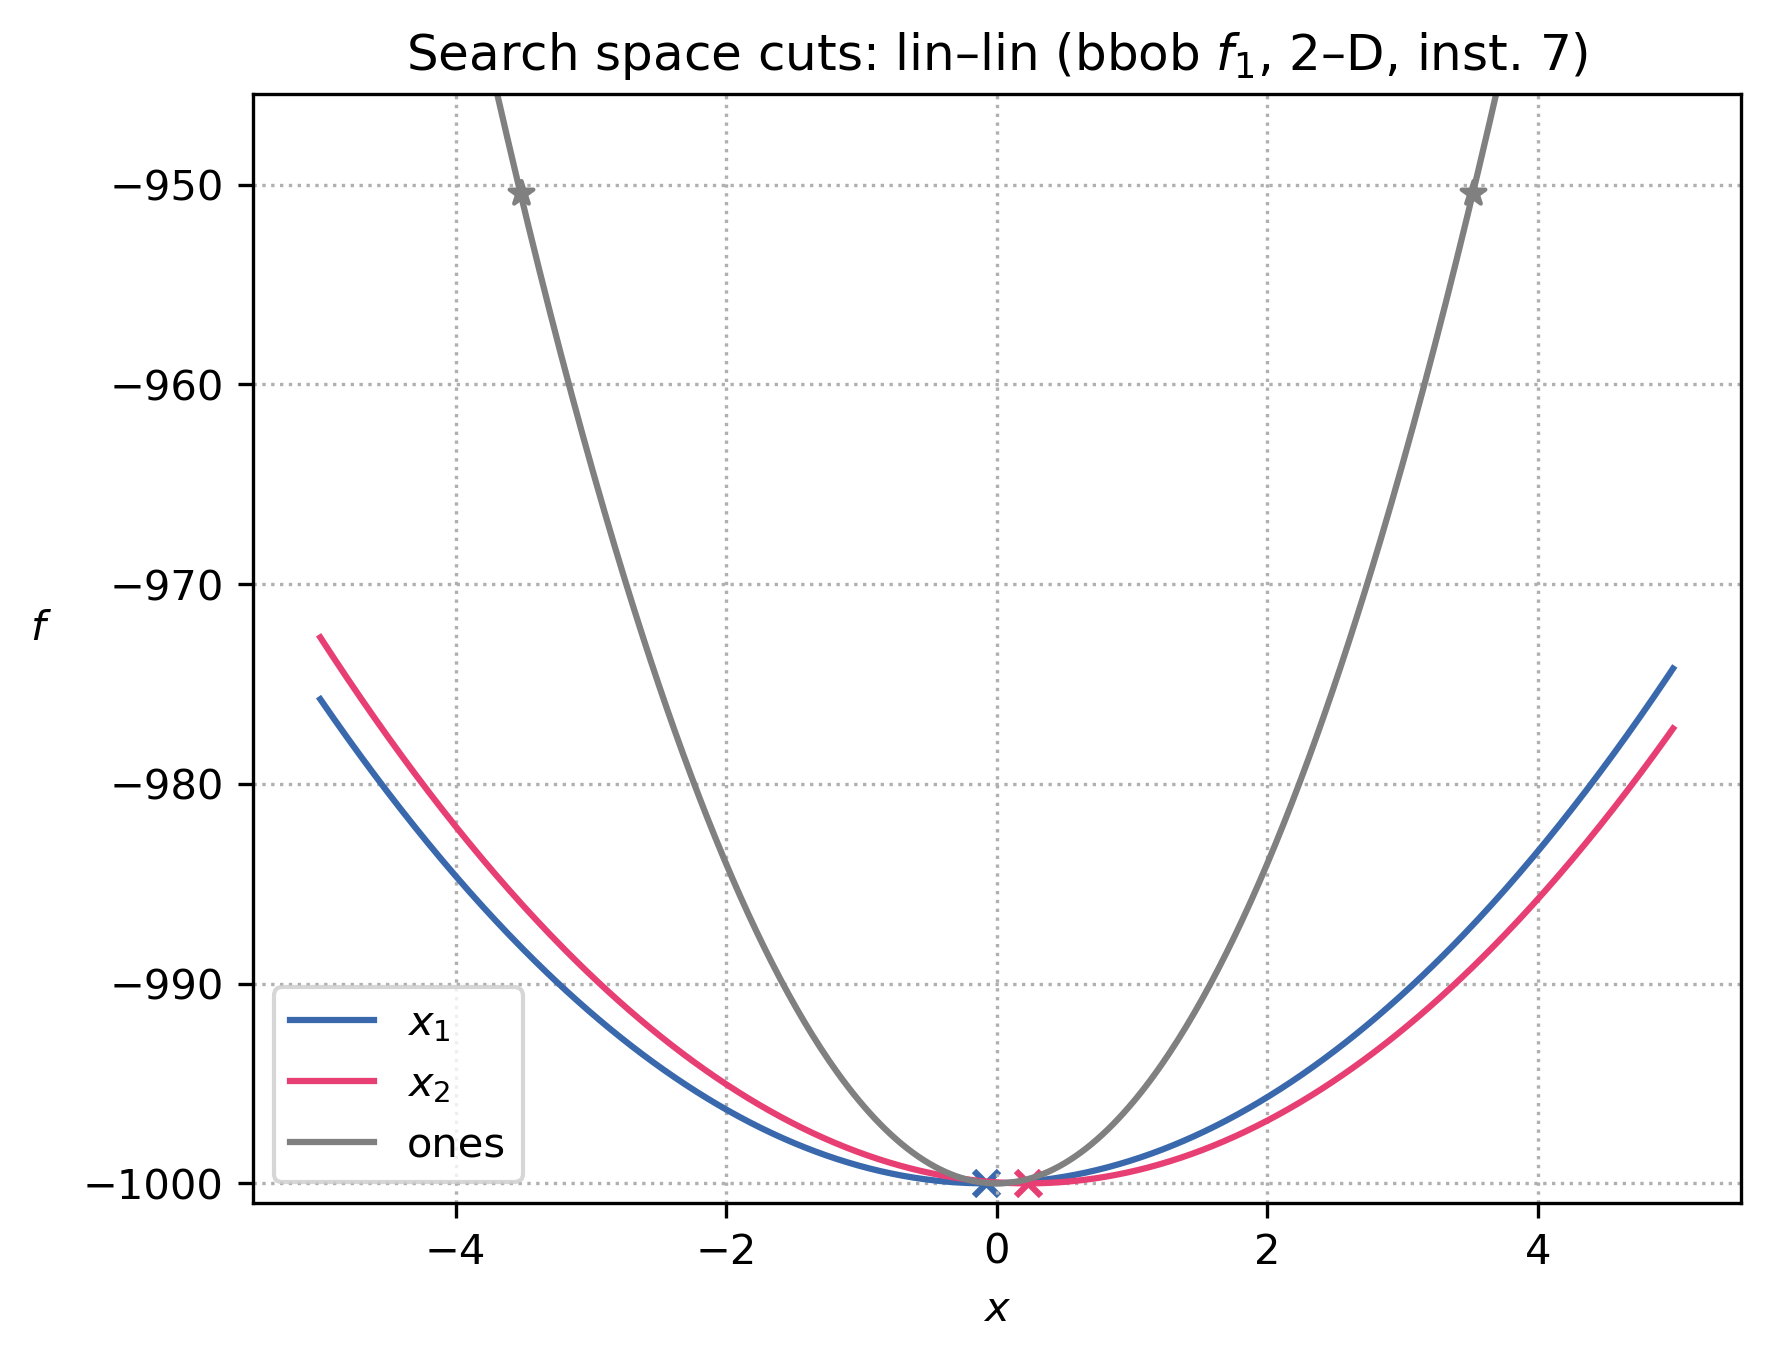 Search space cuts: lin–lin (bbob f₁, 2–D, inst. 7)
−950
−960
−970
f
−980
−990
−1000
x₁
x₂
ones
−4 −2 0 2 4
x